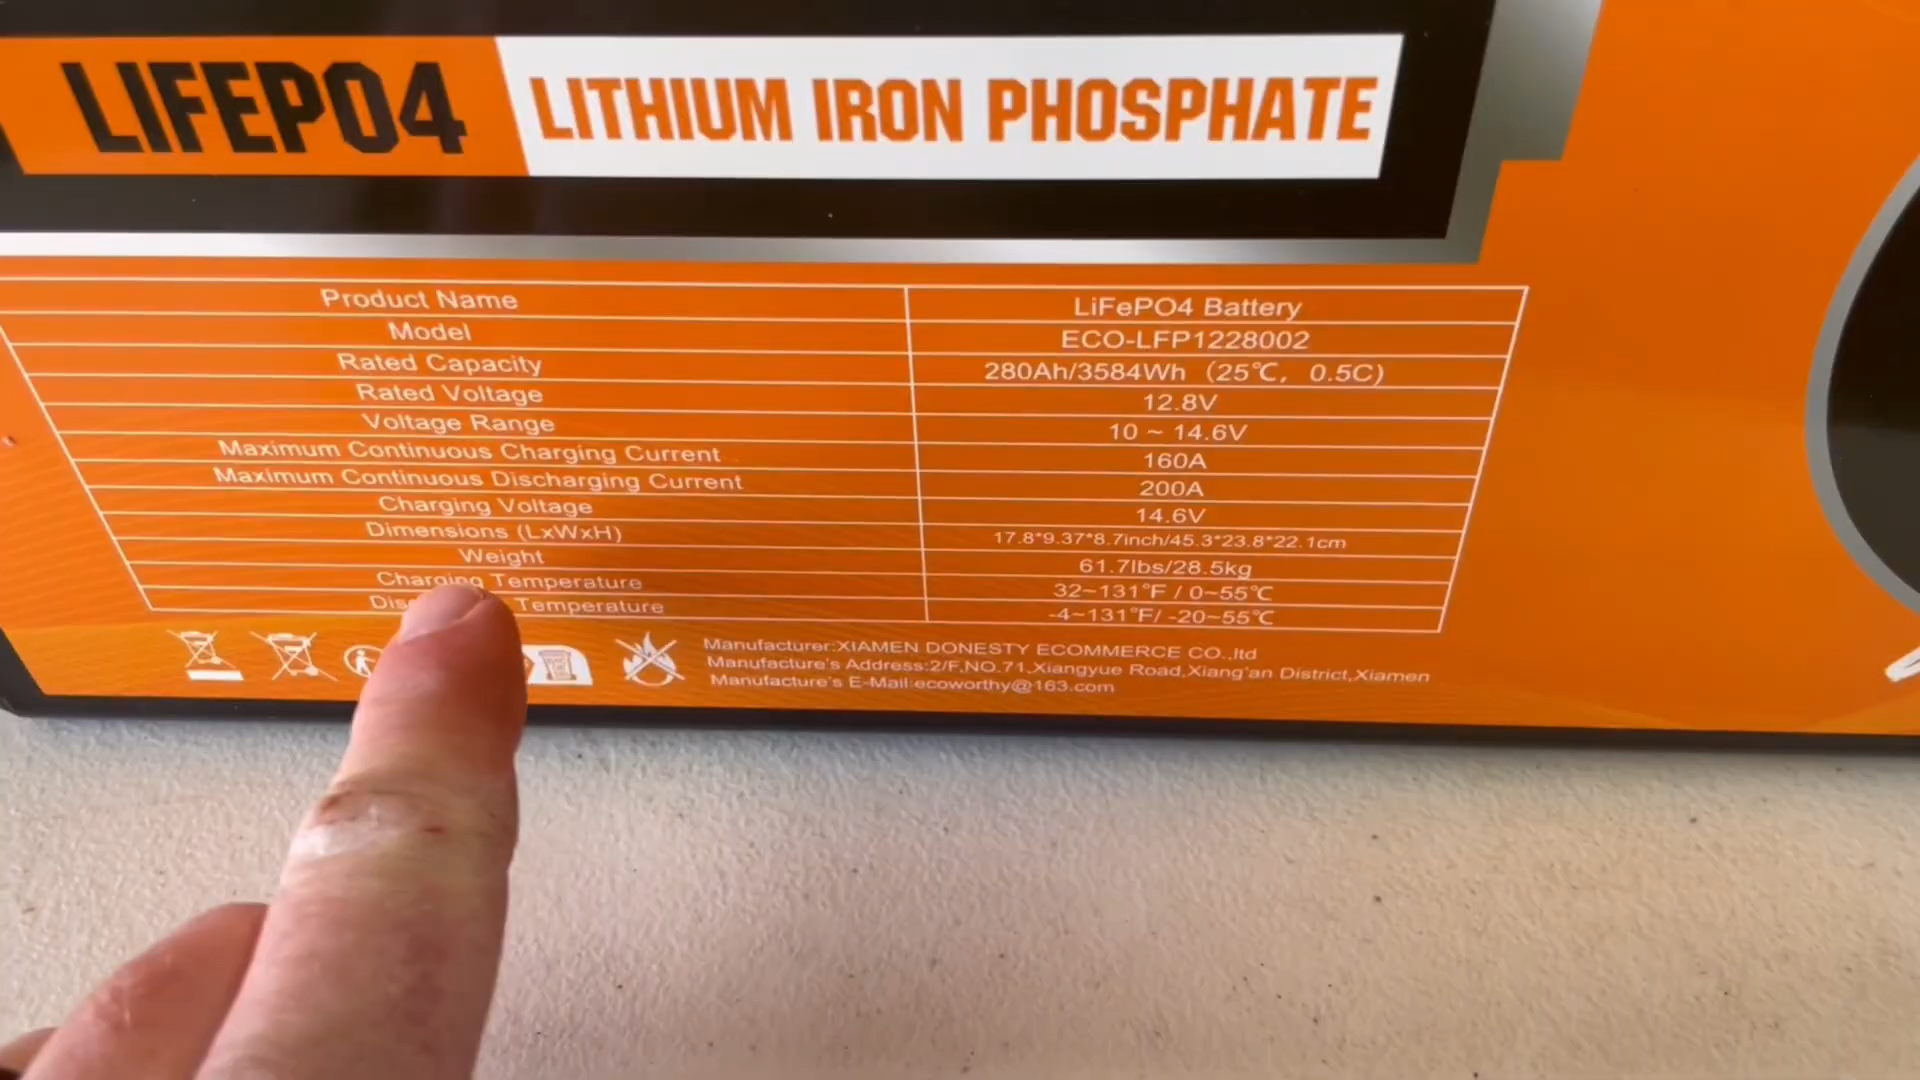 LIFEPO4 LITHIUM IRON PHOSPHATE
Product Name LiFePO4 Battery
Model ECO-LFP1228002
Rated Capacity 280Ah/3584Wh (25℃, 0.5C)
Rated Voltage 12.8V
Voltage Range 10 ~ 14.6V
Maximum Continuous Charging Current 160A
Maximum Continuous Discharging Current 200A
Charging Voltage 14.6V
Dimensions (LxWxH) 17.8*9.37*8.7inch/45.3*23.8*22.1cm
Weight 61.7lbs/28.5kg
Charging Temperature 32~131℉ / 0~55℃
Temperature -4~131℉/ -20~55℃
Manufacturer:XIAMEN DONESTY ECOMMERCE CO.,ltd
Manufacture's Address:2/F,NO.71,Xiangyue Road,Xiang'an District,Xiamen
Manufacture's E-Mail:ecoworthy@163.com